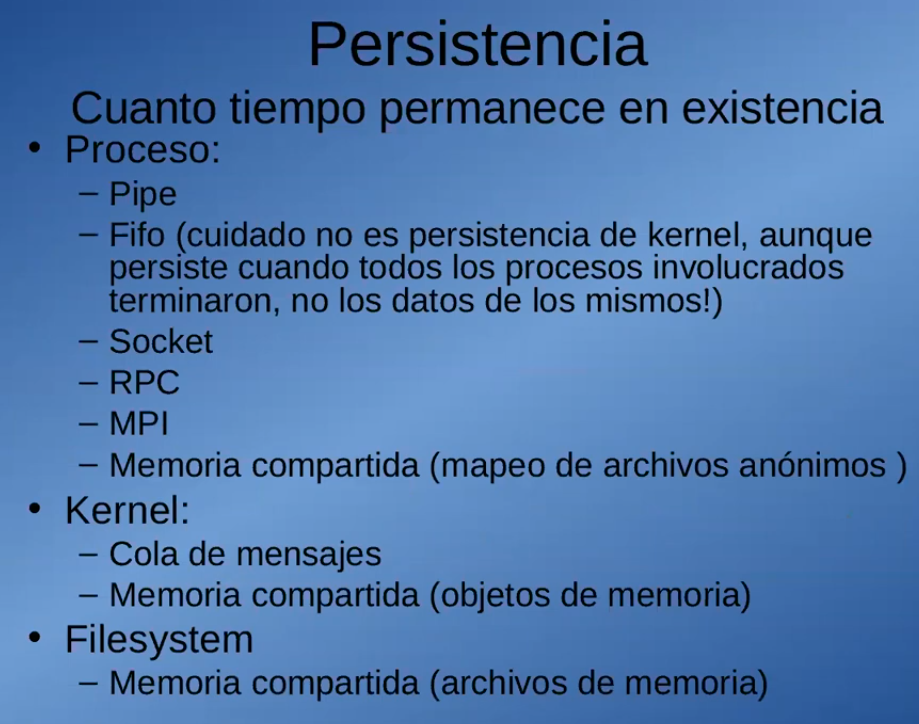 Persistencia
Cuanto tiempo permanece en existencia
• Proceso:
– Pipe
– Fifo (cuidado no es persistencia de kernel, aunque
persiste cuando todos los procesos involucrados
terminaron, no los datos de los mismos!)
– Socket
– RPC
– MPI
– Memoria compartida (mapeo de archivos anónimos )
• Kernel:
– Cola de mensajes
– Memoria compartida (objetos de memoria)
• Filesystem
– Memoria compartida (archivos de memoria)